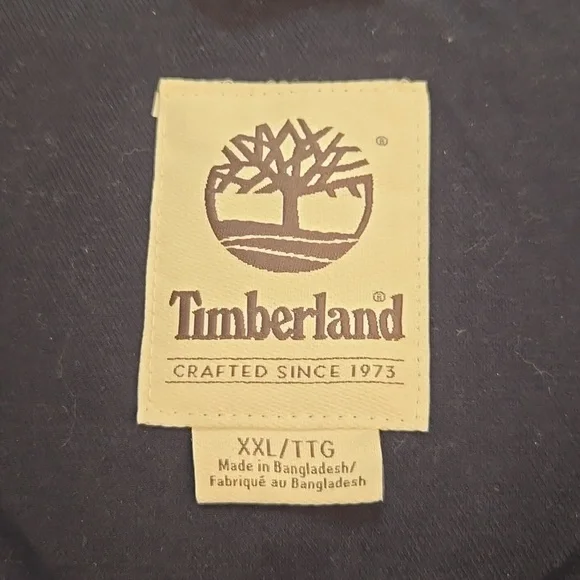 ®
Timberland®
CRAFTED SINCE 1973
XXL/TTG
Made in Bangladesh/
Fabriqué au Bangladesh